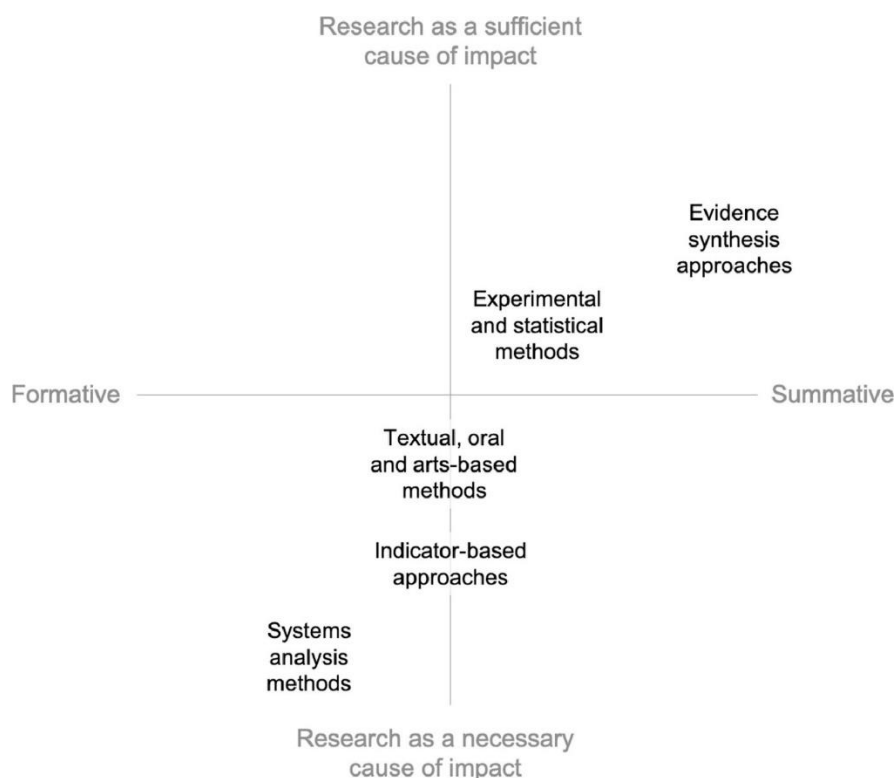 Research as a sufficient
cause of impact
Evidence
synthesis
approaches
Experimental
and statistical
methods
Formative
Summative
Textual, oral
and arts-based
methods
Indicator-based
approaches
Systems
analysis
methods
Research as a necessary
cause of impact